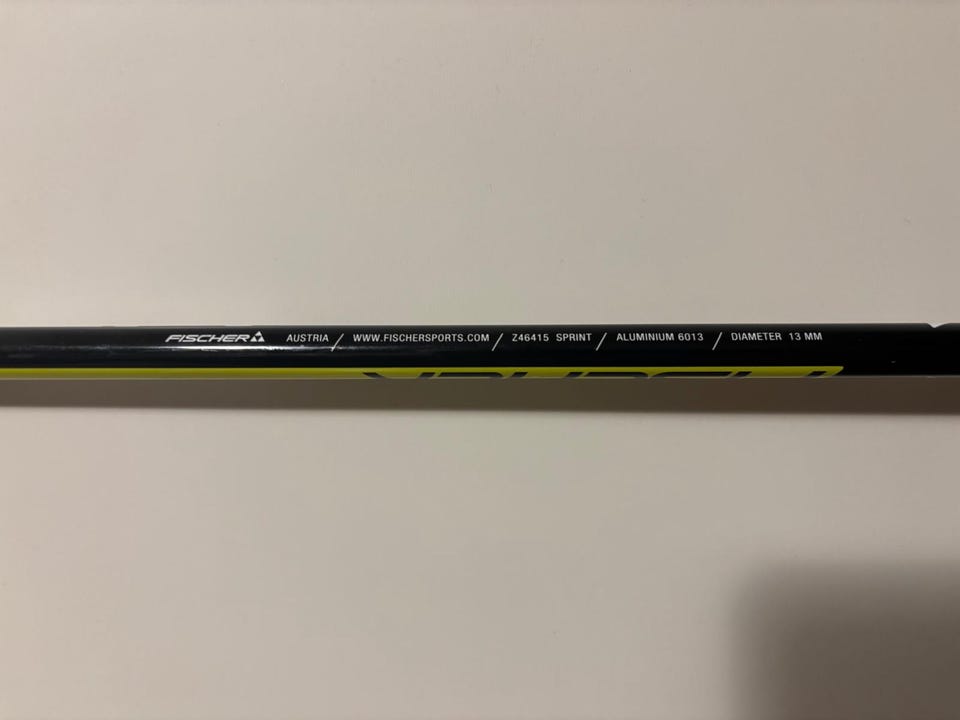 FISCHER AUSTRIA / WWW.FISCHERSPORTS.COM / Z46415 SPRINT / ALUMINIUM 6013 / DIAMETER 13 MM